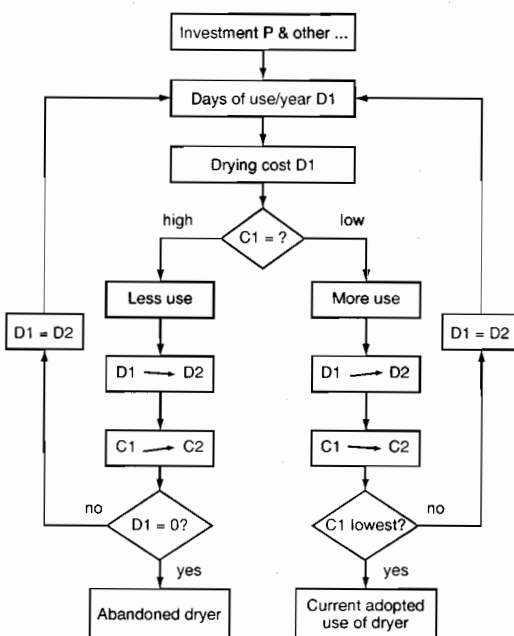 Investment P & other ...
Days of use/year D1
Drying cost D1
high
low
C1 = ?
Less use
More use
D1 = D2
D1 = D2
D1 → D2
D1 → D2
C1 → C2
C1 → C2
no
D1 = 0?
C1 lowest?
no
yes
yes
Abandoned dryer
Current adopted
use of dryer